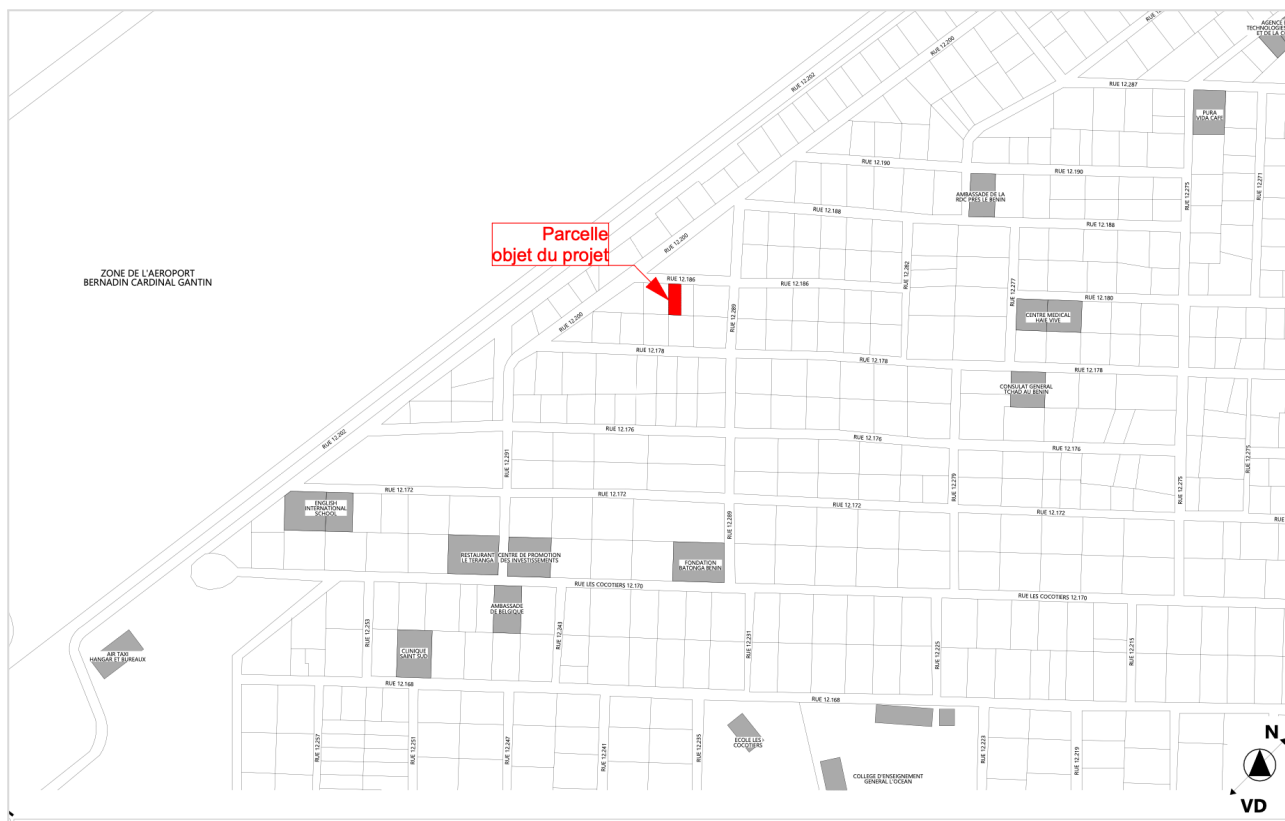 AGENCE
TECHNOLOGIES
ET DE LA C
RUE 12.200
RUE 12.202
RUE 12.287
PURA
VIDA CAFE
RUE 12.190
RUE 12.190
AMBASSADE DE LA
RDC PRES LE BENIN
RUE 12.275
RUE 12.271
RUE 12.188
RUE 12.188
Parcelle
objet du projet
RUE 12.200
ZONE DE L'AEROPORT
BERNADIN CARDINAL GANTIN
RUE 12.186
RUE 12.186
RUE 12.282
RUE 12.277
RUE 12.180
CENTRE MEDICAL
HAIE VIVE
RUE 12.289
RUE 12.200
RUE 12.178
RUE 12.178
RUE 12.178
CONSULAT GENERAL
TCHAD AU BENIN
RUE 12.202
RUE 12.176
RUE 12.176
RUE 12.176
RUE 12.291
RUE 12.275
RUE 12.279
RUE 12.275
RUE 12.172
RUE 12.172
RUE 12.172
RUE
ENGLISH
INTERNATIONAL
SCHOOL
RUE 12.289
RESTAURANT
LE TERANGA
CENTRE DE PROMOTION
DES INVESTISSEMENTS
FONDATION
BATONGA BENIN
RUE LES COCOTIERS 12.170
RUE LES COCOTIERS 12.170
AMBASSADE
DE BELGIQUE
RUE 12.253
RUE 12.243
RUE 12.231
RUE 12.225
RUE 12.215
CLINIQUE
SAINT SUD
AIR TAXI
HANGAR ET BUREAUX
RUE 12.168
RUE 12.168
RUE 12.257
RUE 12.251
RUE 12.247
RUE 12.241
RUE 12.235
RUE 12.223
RUE 12.219
ECOLE LES
COCOTIERS
COLLEGE D'ENSEIGNEMENT
GENERAL L'OCEAN
N
VD